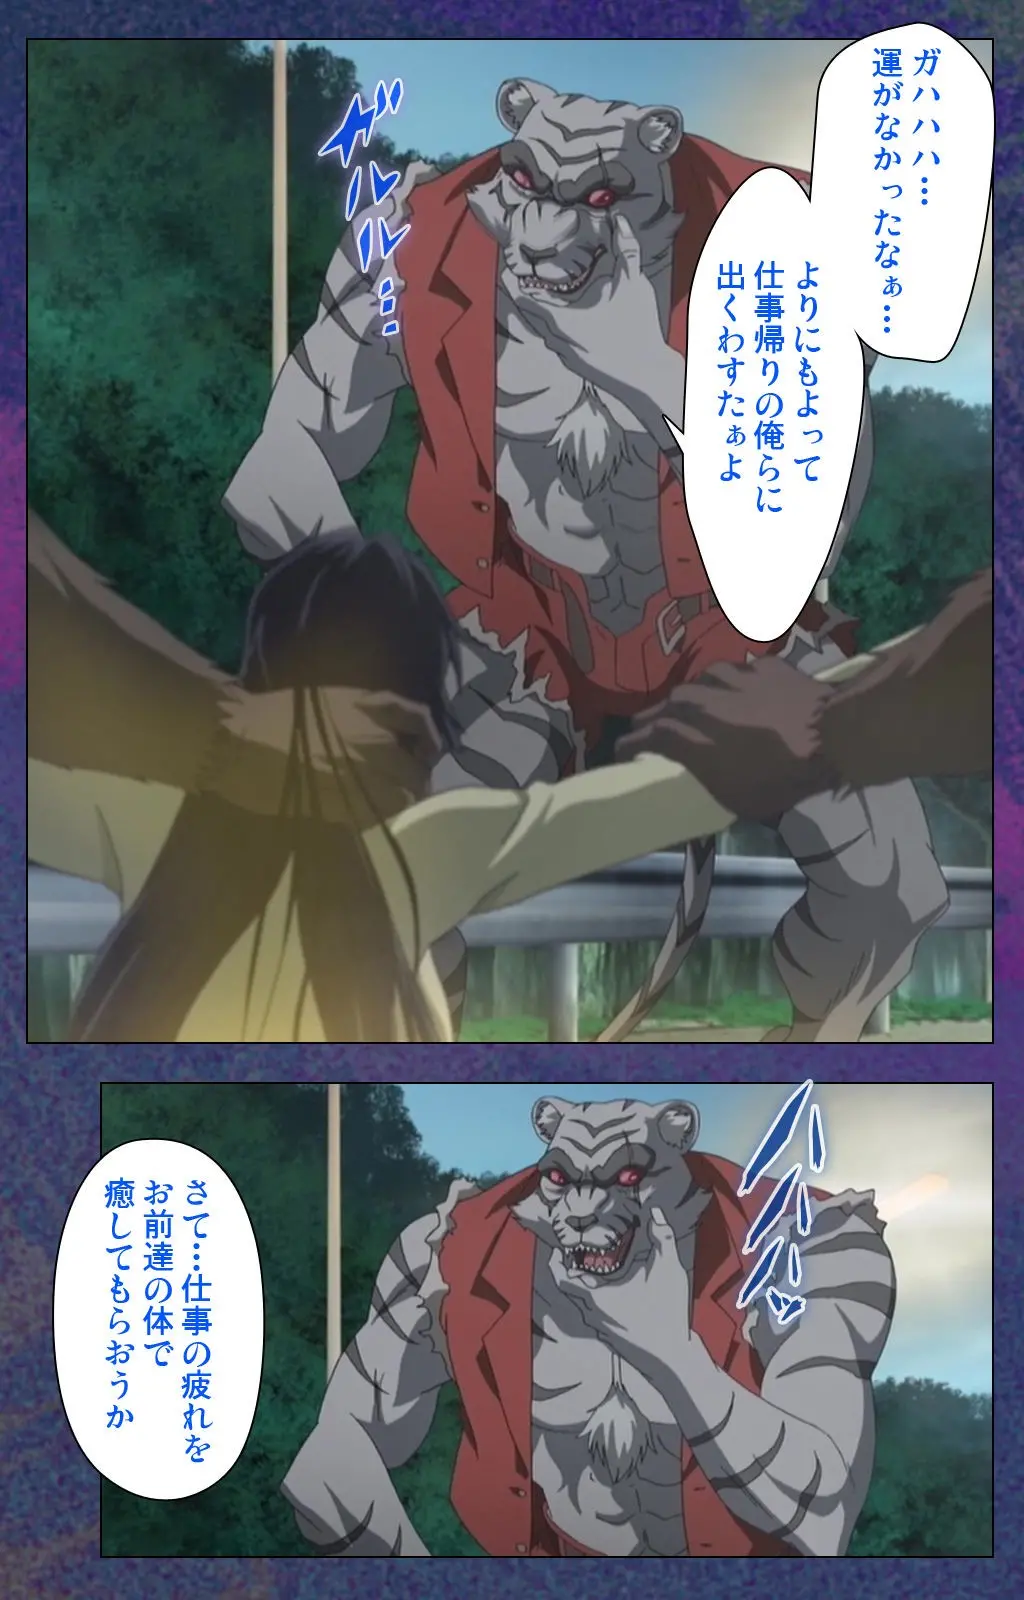 ガハハハ…
運がなかったなぁ…
よりにもよって
仕事帰りの俺らに
出くわすたぁよ
ガルルル…
ハハハハッ
さて…仕事の疲れを
お前達の体で
癒してもらおうか